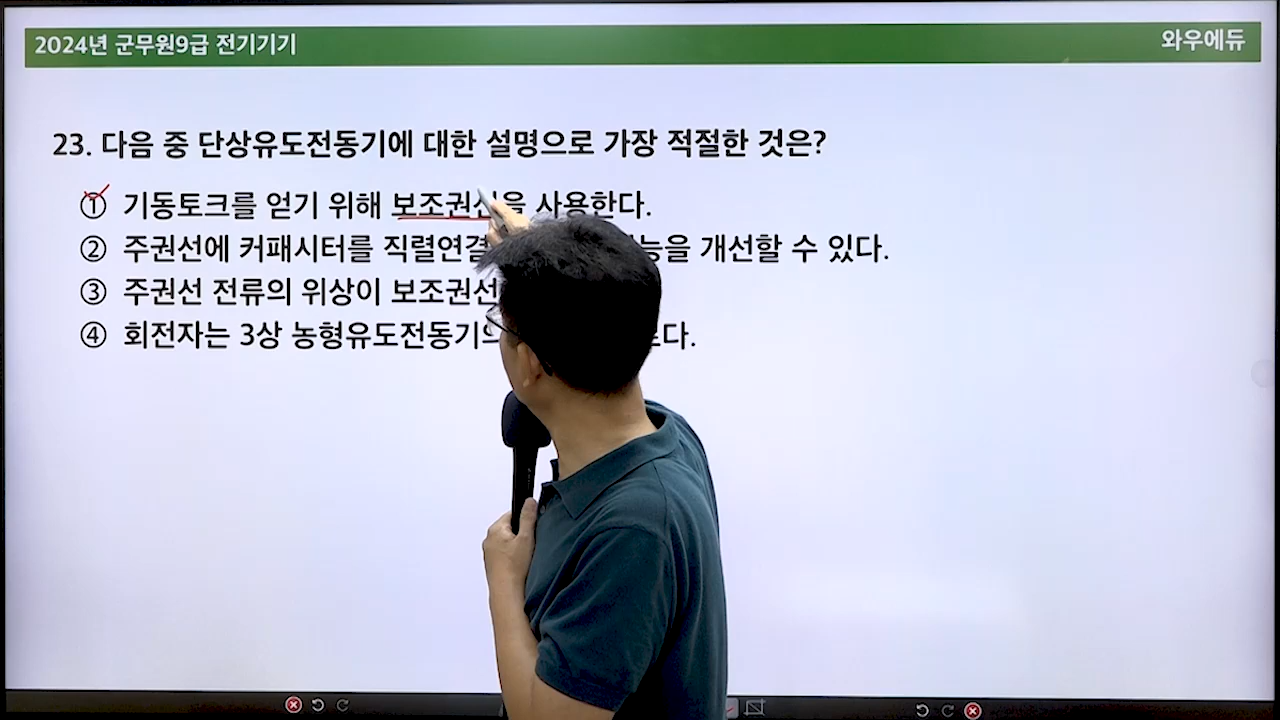 2024년 군무원9급 전기기기
와우에듀
23. 다음 중 단상유도전동기에 대한 설명으로 가장 적절한 것은?
① 기동토크를 얻기 위해 보조권선을 사용한다.
② 주권선에 커패시터를 직렬연결 개선할 수 있다.
③ 주권선 전류의 위상이 보조권선
④ 회전자는 3상 농형유도전동기의